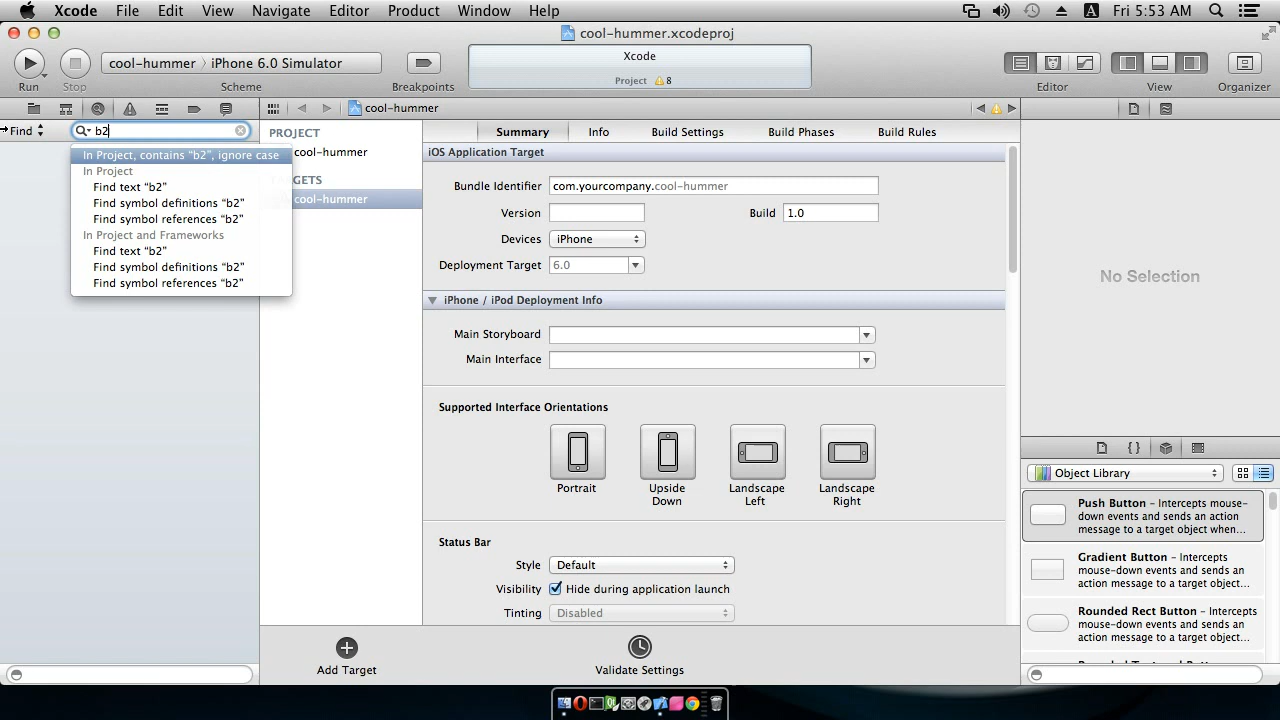 Xcode File Edit View Navigate Editor Product Window Help Fri 5:53 AM
cool-hummer.xcodeproj
cool-hummer iPhone 6.0 Simulator
Xcode
Project 8
Run Stop Scheme Breakpoints Editor View Organizer
cool-hummer
Find b2
In Project, contains “b2”, ignore case
In Project
Find text “b2”
Find symbol definitions “b2”
Find symbol references “b2”
In Project and Frameworks
Find text “b2”
Find symbol definitions “b2”
Find symbol references “b2”
PROJECT
cool-hummer
cool-hummer
Summary Info Build Settings Build Phases Build Rules
iOS Application Target
Bundle Identifier com.yourcompany.cool-hummer
Version Build 1.0
Devices iPhone
Deployment Target 6.0
iPhone / iPod Deployment Info
Main Storyboard
Main Interface
Supported Interface Orientations
Portrait
Upside Down
Landscape Left
Landscape Right
Status Bar
Style Default
Visibility Hide during application launch
Tinting Disabled
Add Target
Validate Settings
No Selection
Object Library
Push Button – Intercepts mouse-
down events and sends an action
message to a target object when...
Gradient Button – Intercepts
mouse-down events and sends an
action message to a target object...
Rounded Rect Button – Intercepts
mouse-down events and sends an
action message to a target object...